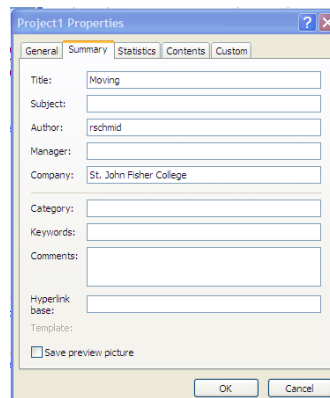 Project1 Properties
General Summary Statistics Contents Custom
Title: Moving
Subject:
Author: rschmid
Manager:
Company: St. John Fisher College
Category:
Keywords:
Comments:
Hyperlink
base:
Template:
Save preview picture
OK Cancel